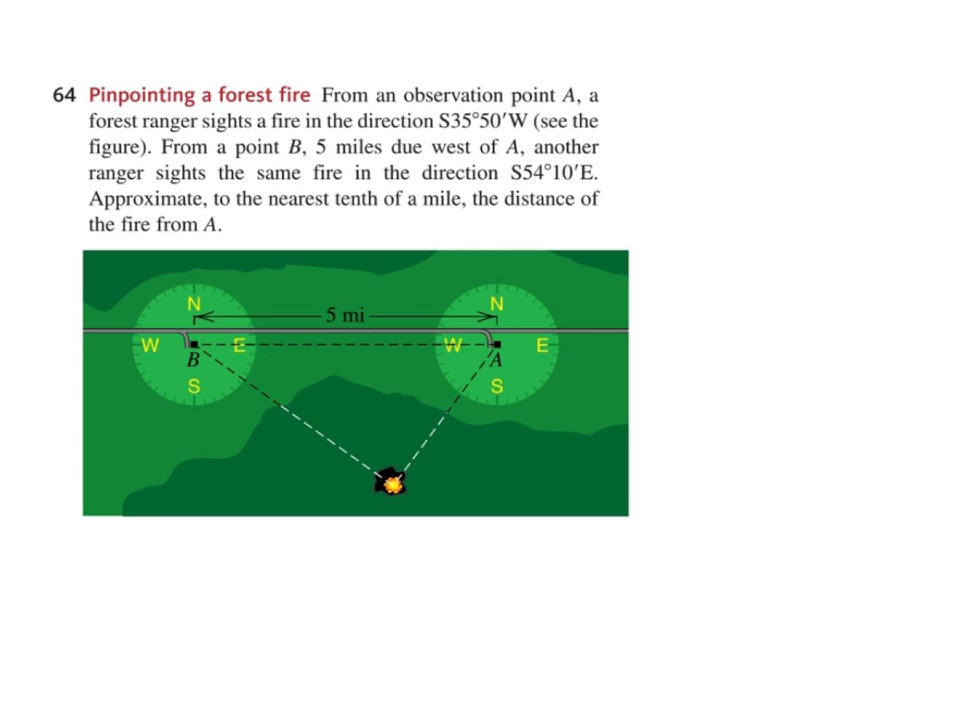 64 Pinpointing a forest fire From an observation point A, a
forest ranger sights a fire in the direction S35°50′W (see the
figure). From a point B, 5 miles due west of A, another
ranger sights the same fire in the direction S54°10′E.
Approximate, to the nearest tenth of a mile, the distance of
the fire from A.
N 5 mi N
W E W E
B A
S S